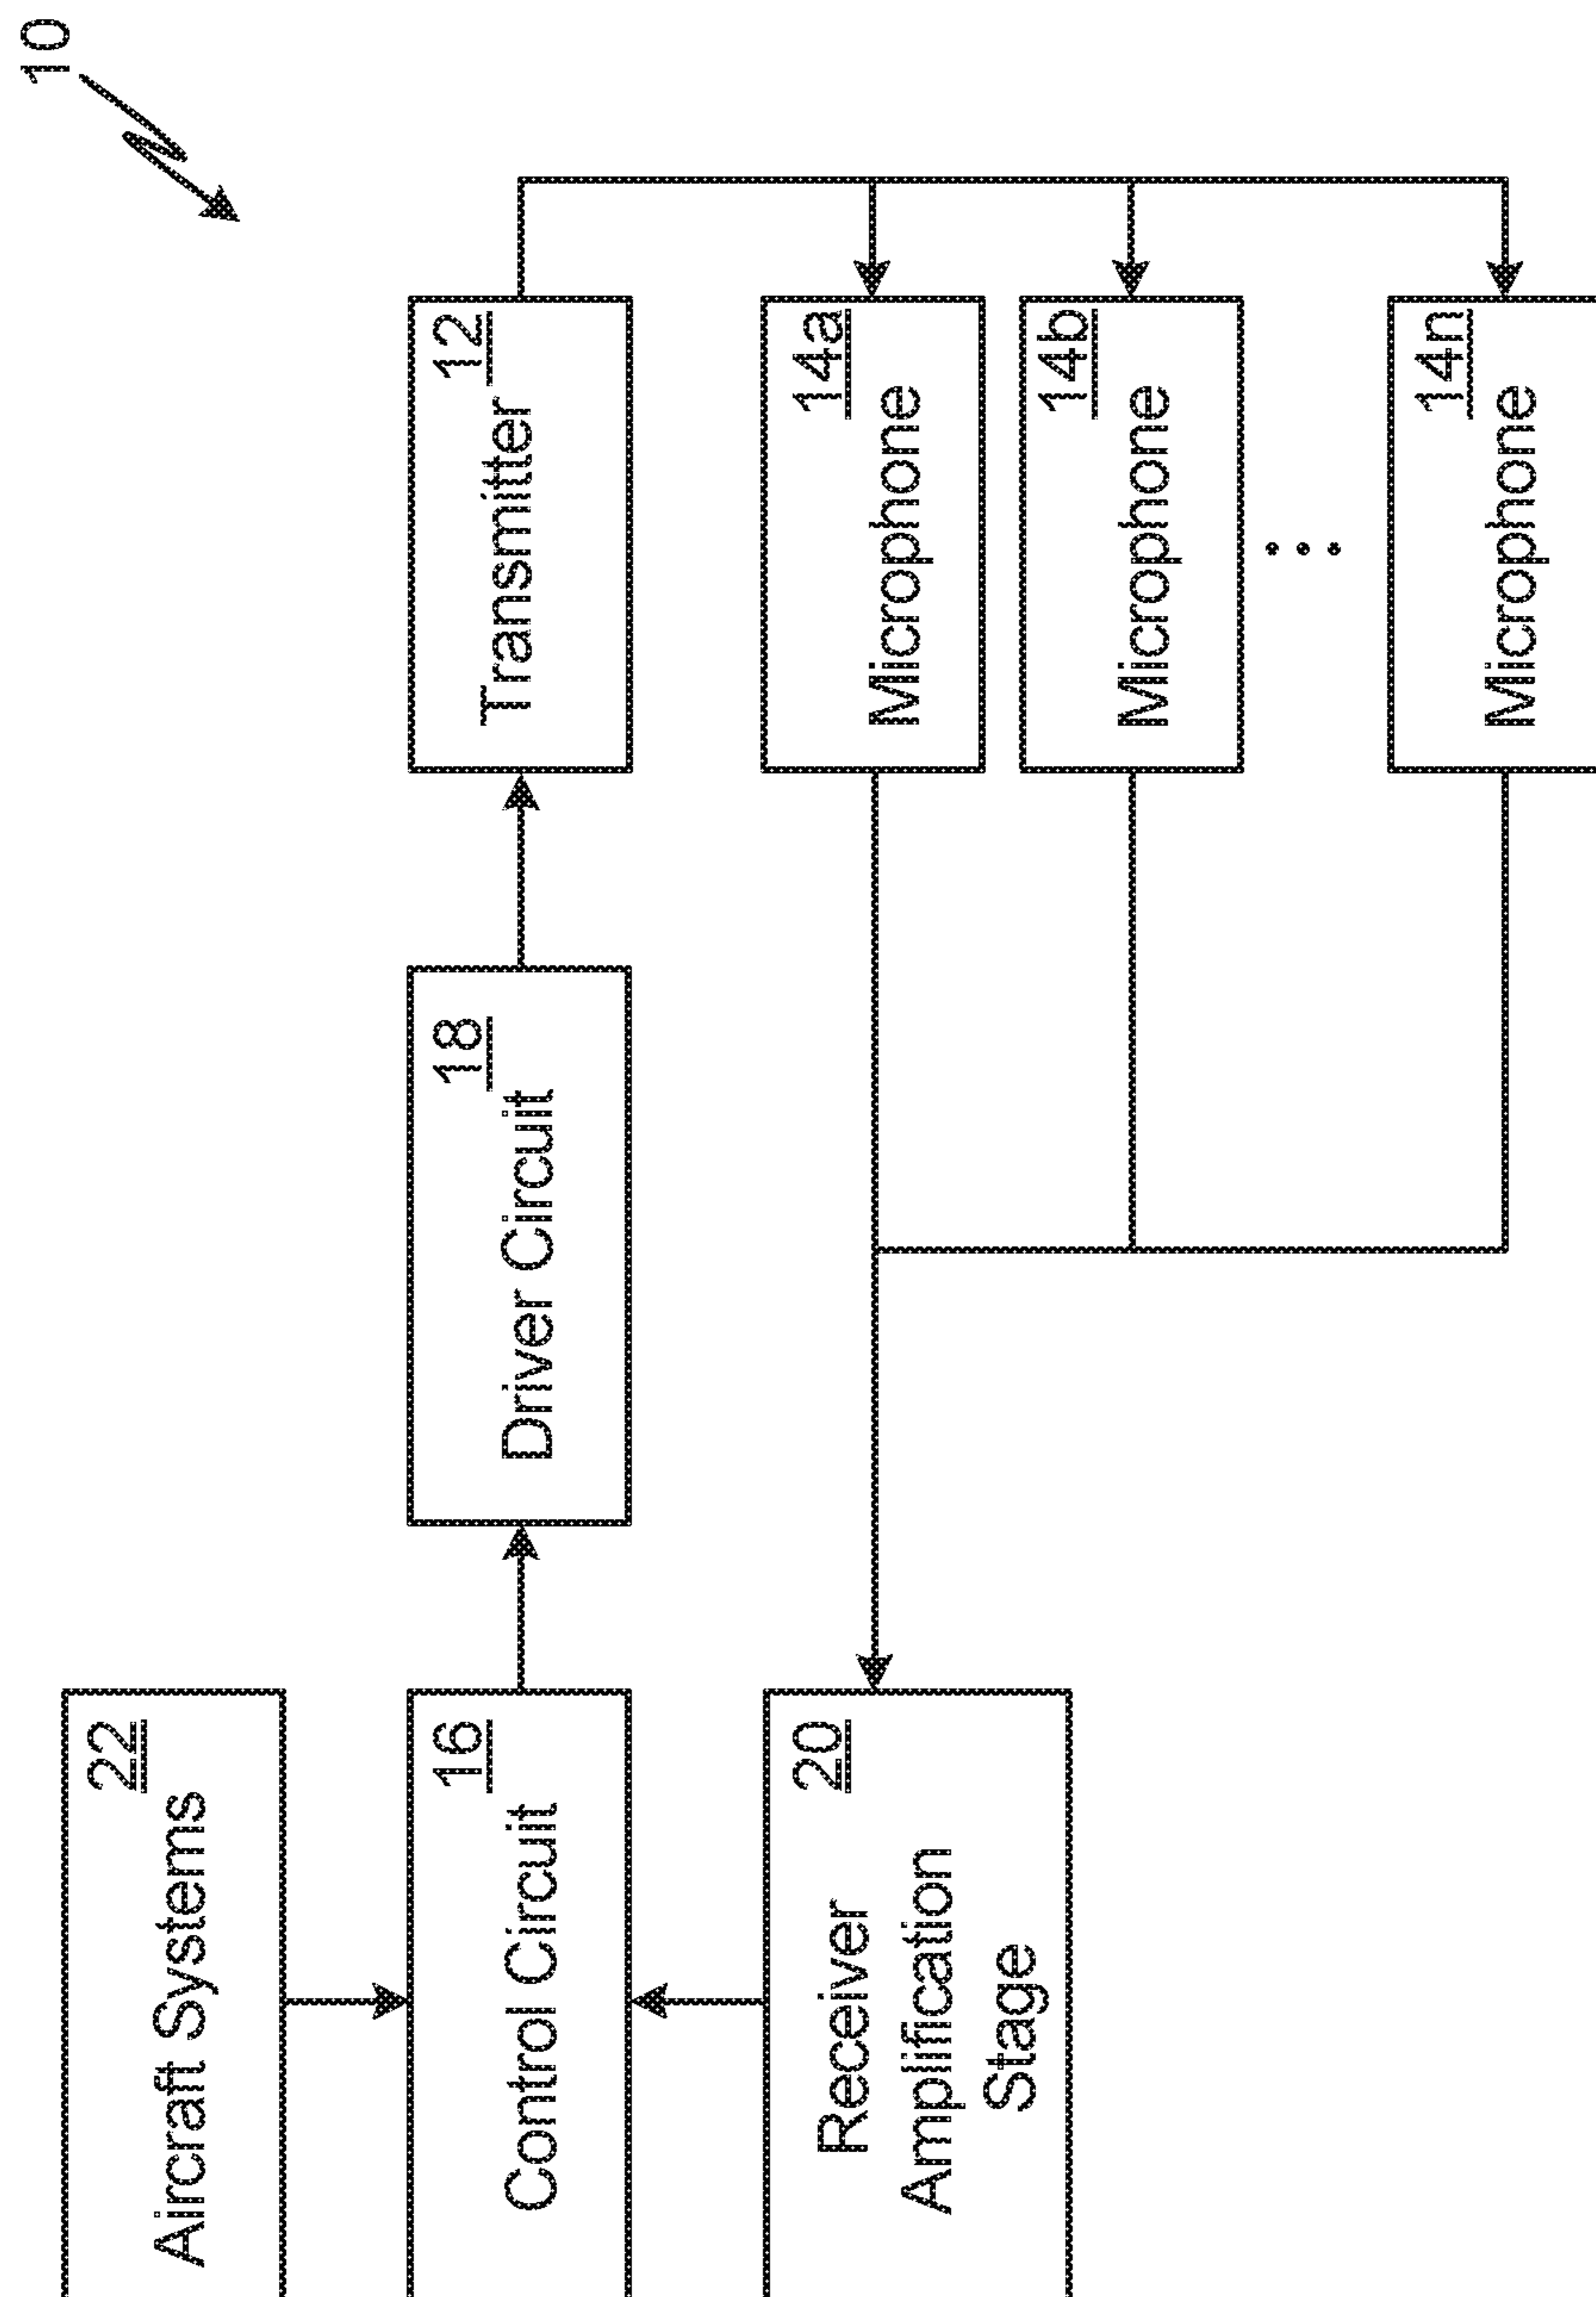 10
22
Aircraft Systems
16
Control Circuit
18
Driver Circuit
12
Transmitter
20
Receiver
Amplification
Stage
14a
Microphone
14b
Microphone
14n
Microphone